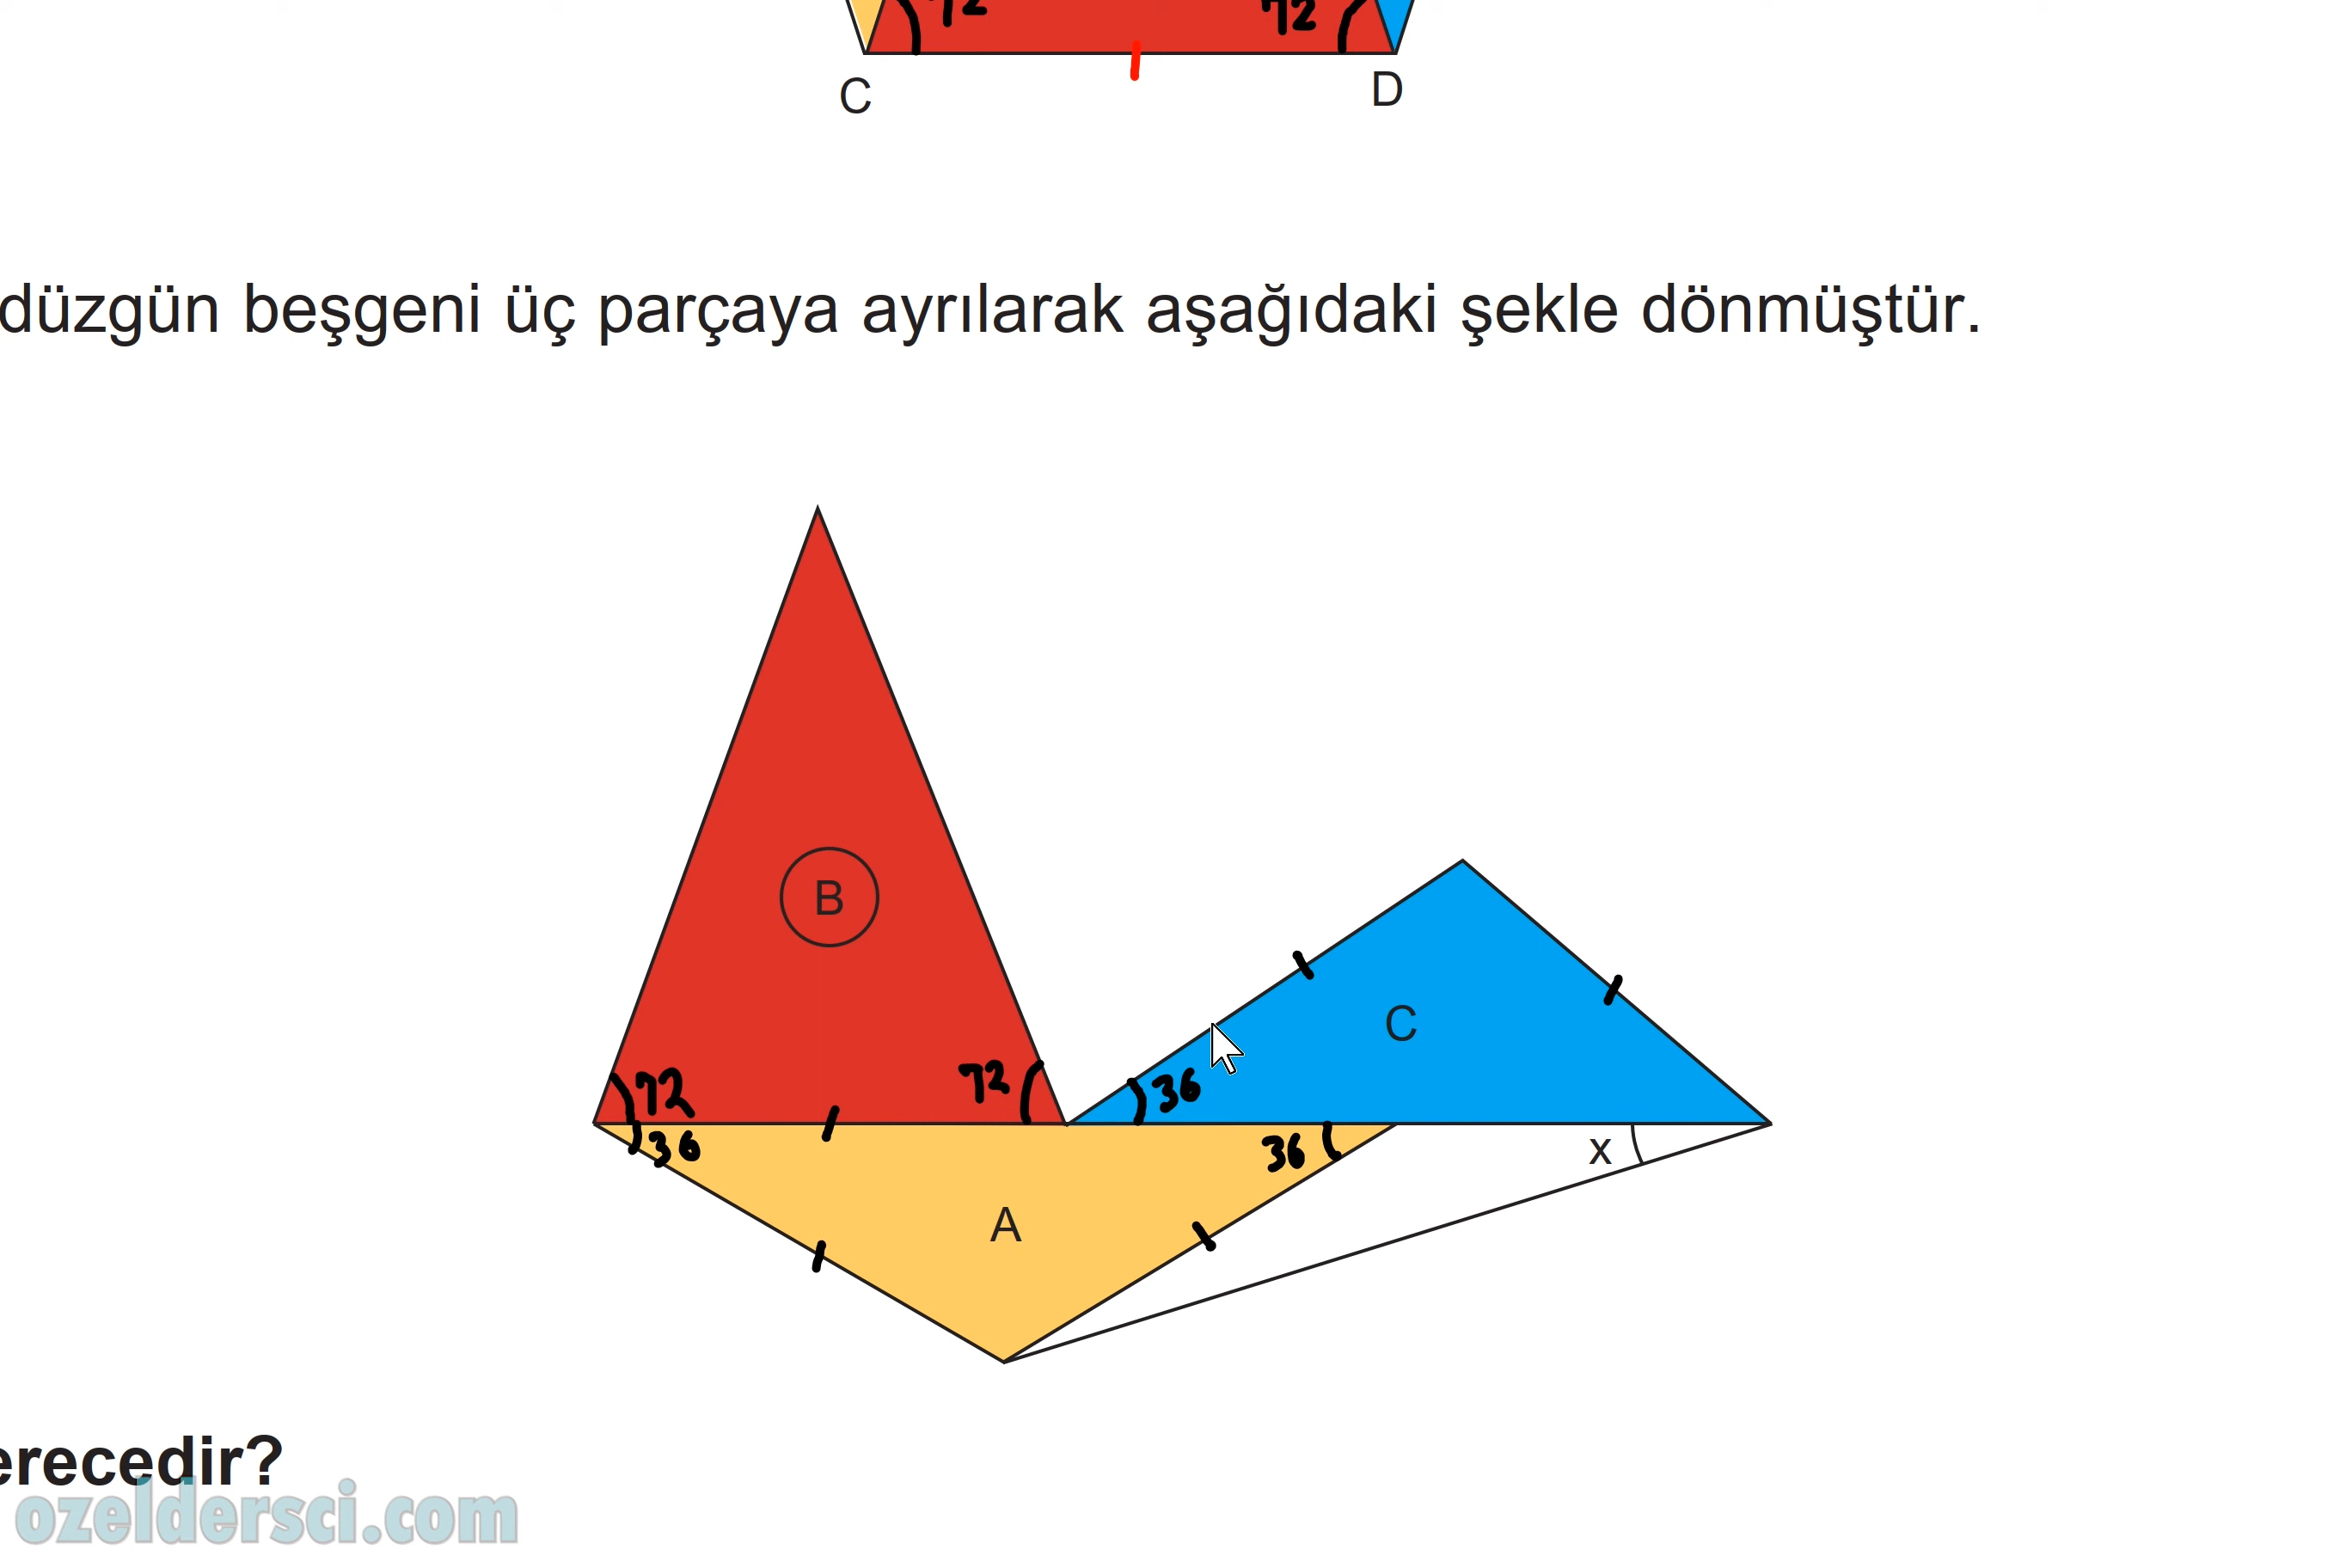 72 72
C D
düzgün beşgeni üç parçaya ayrılarak aşağıdaki şekle dönmüştür.
B
C
72 72 36
36 36 x
A
erecedir?
ozeldersci.com